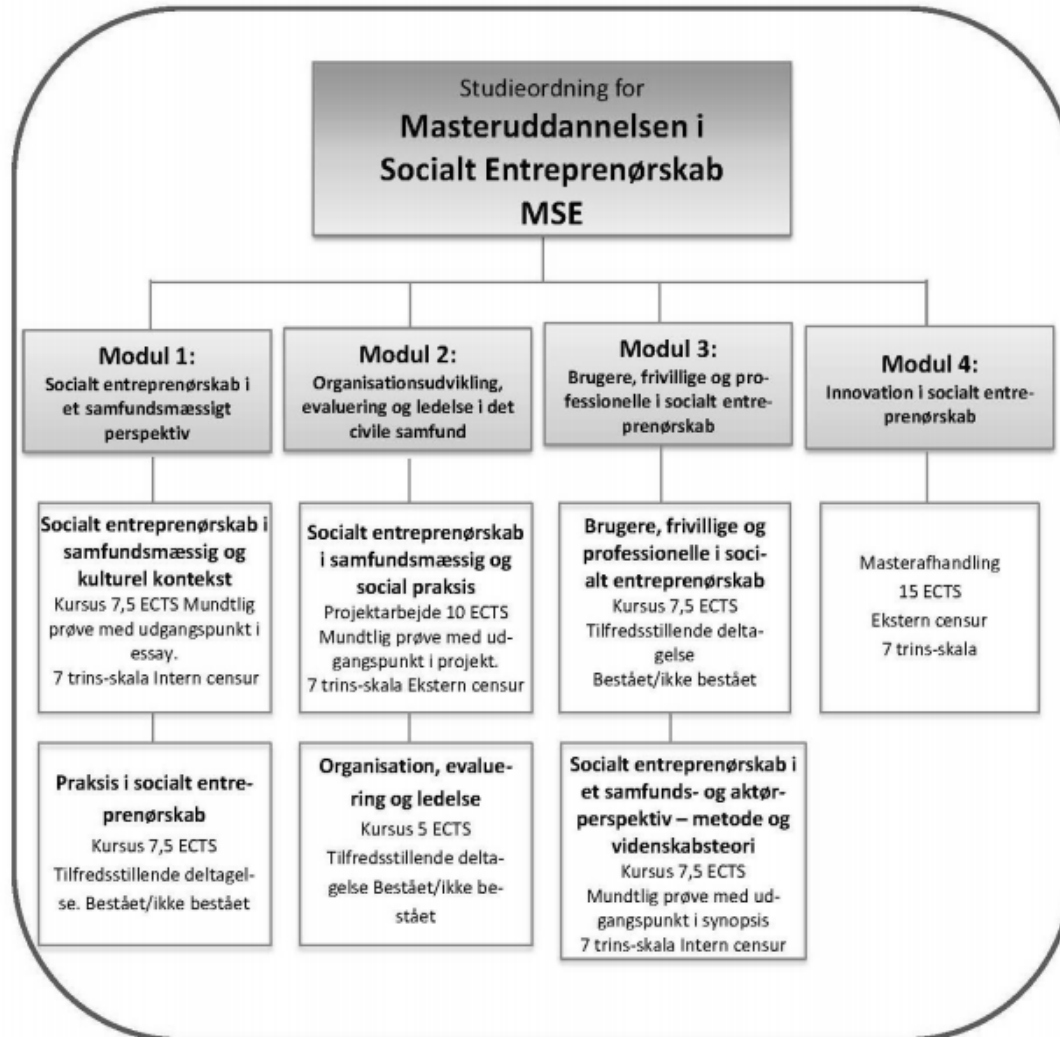 Studieordning for
Masteruddannelsen i
Socialt Entreprenørskab
MSE
Modul 1:
Socialt entreprenørskab i
et samfundsmæssigt
perspektiv
Modul 2:
Organisationsudvikling,
evaluering og ledelse i det
civile samfund
Modul 3:
Brugere, frivillige og pro-
fessionelle i socialt entre-
prenørskab
Modul 4:
Innovation i socialt entre-
prenørskab
Socialt entreprenørskab i
samfundsmæssig og
kulturel kontekst
Kursus 7,5 ECTS Mundtlig
prøve med udgangspunkt i
essay.
7 trins-skala Intern censur
Socialt entreprenørskab
i samfundsmæssig og
social praksis
Projektarbejde 10 ECTS
Mundtlig prøve med ud-
gangspunkt i projekt.
7 trins-skala Ekstern censur
Brugere, frivillige og
professionelle i soci-
alt entreprenørskab
Kursus 7,5 ECTS
Tilfredsstillende delta-
gelse
Bestået/ikke bestået
Masterafhandling
15 ECTS
Ekstern censur
7 trins-skala
Praksis i socialt entre-
prenørskab
Kursus 7,5 ECTS
Tilfredsstillende deltagel-
se. Bestået/ikke bestået
Organisation, evalue-
ring og ledelse
Kursus 5 ECTS
Tilfredsstillende delta-
gelse Bestået/ikke be-
stået
Socialt entreprenørskab i
et samfunds- og aktør-
perspektiv – metode og
videnskabsteori
Kursus 7,5 ECTS
Mundtlig prøve med ud-
gangspunkt i synopsis
7 trins-skala Intern censur